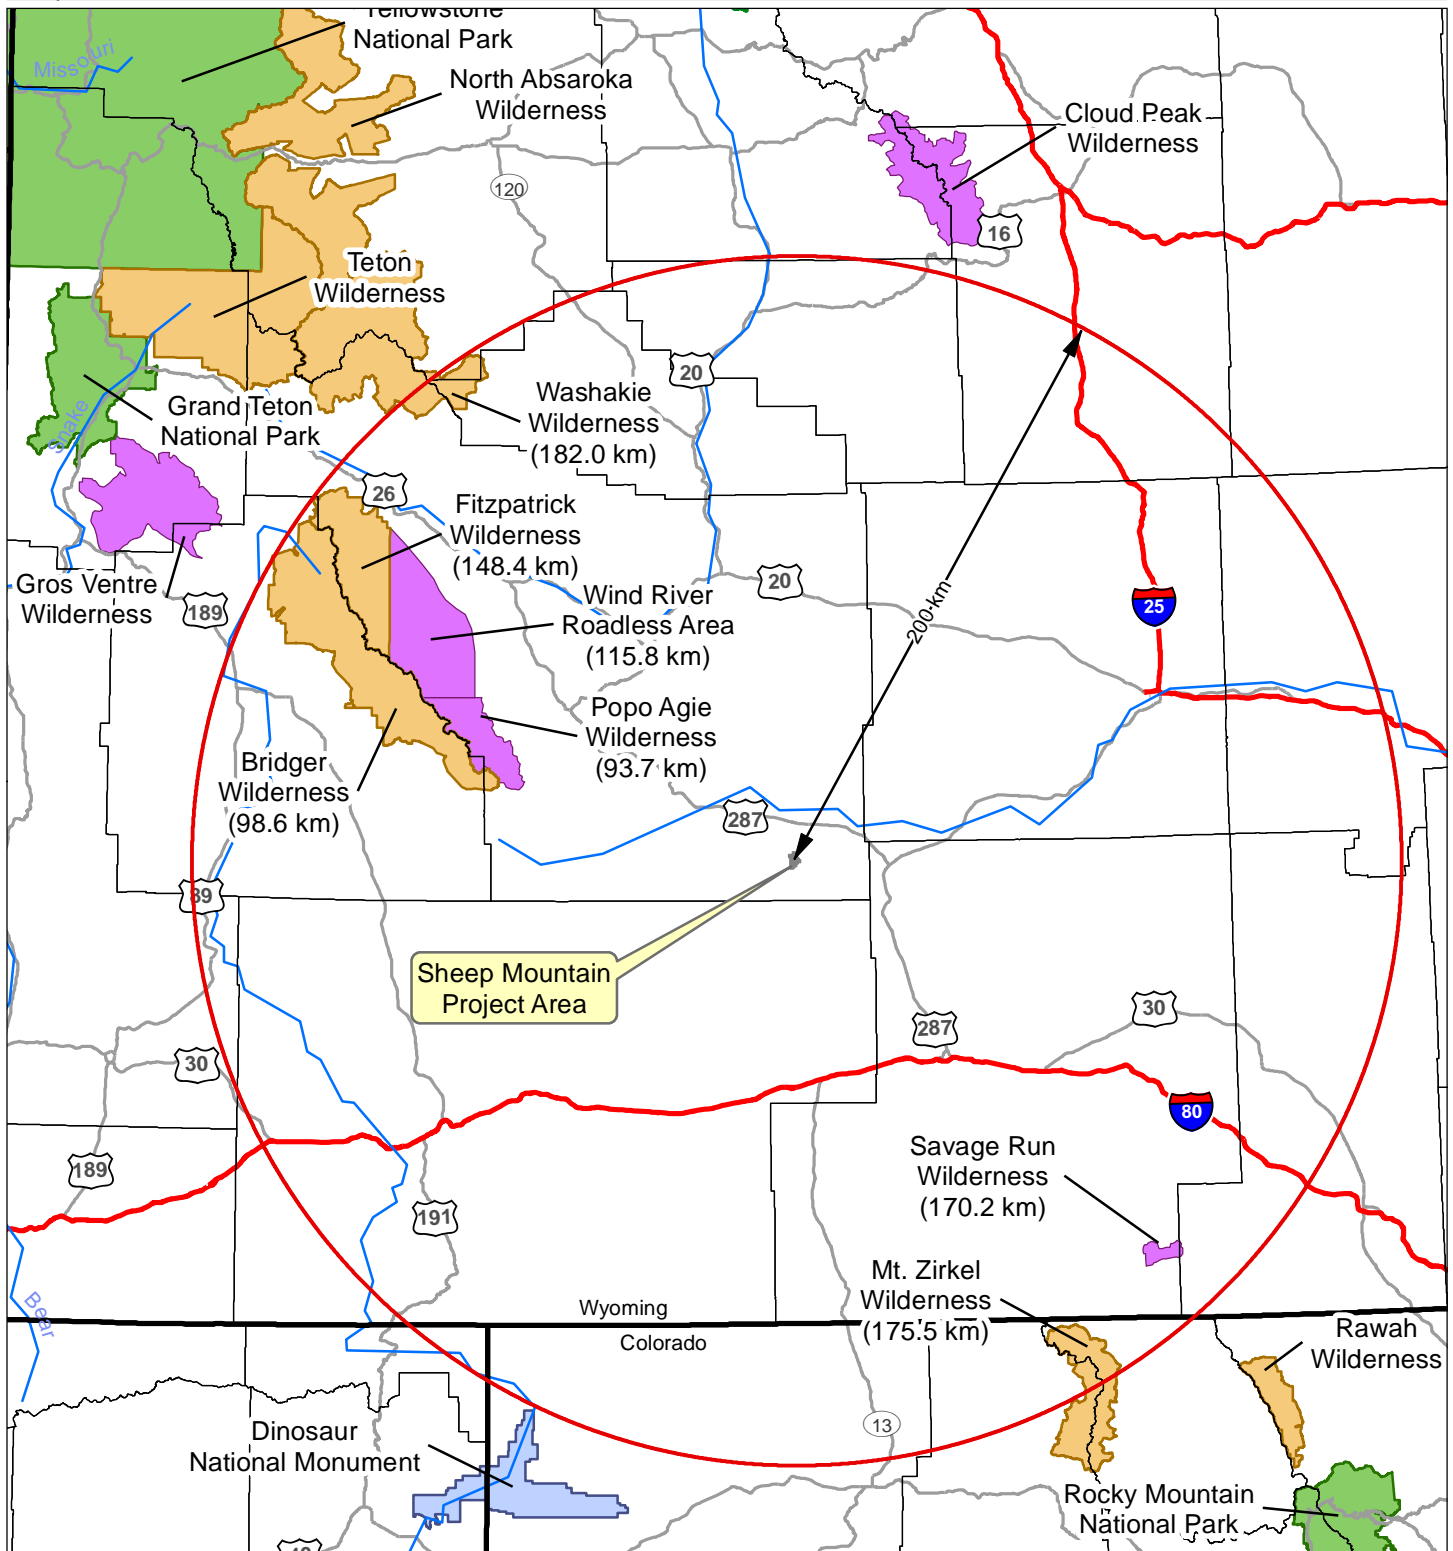 Yellowstone
National Park
Missouri
North Absaroka
Wilderness
Cloud Peak
Wilderness
120
16
Teton
Wilderness
20
Washakie
Wilderness
(182.0 km)
Grand Teton
National Park
Snake
26
Fitzpatrick
Wilderness
(148.4 km)
Gros Ventre
Wilderness
189
20
25
200 km
Wind River
Roadless Area
(115.8 km)
Popo Agie
Wilderness
(93.7 km)
Bridger
Wilderness
(98.6 km)
287
89
Sheep Mountain
Project Area
30
287
30
80
189
191
Savage Run
Wilderness
(170.2 km)
Mt. Zirkel
Wilderness
(175.5 km)
Bear
Wyoming
Colorado
Rawah
Wilderness
13
Dinosaur
National Monument
Rocky Mountain
National Park